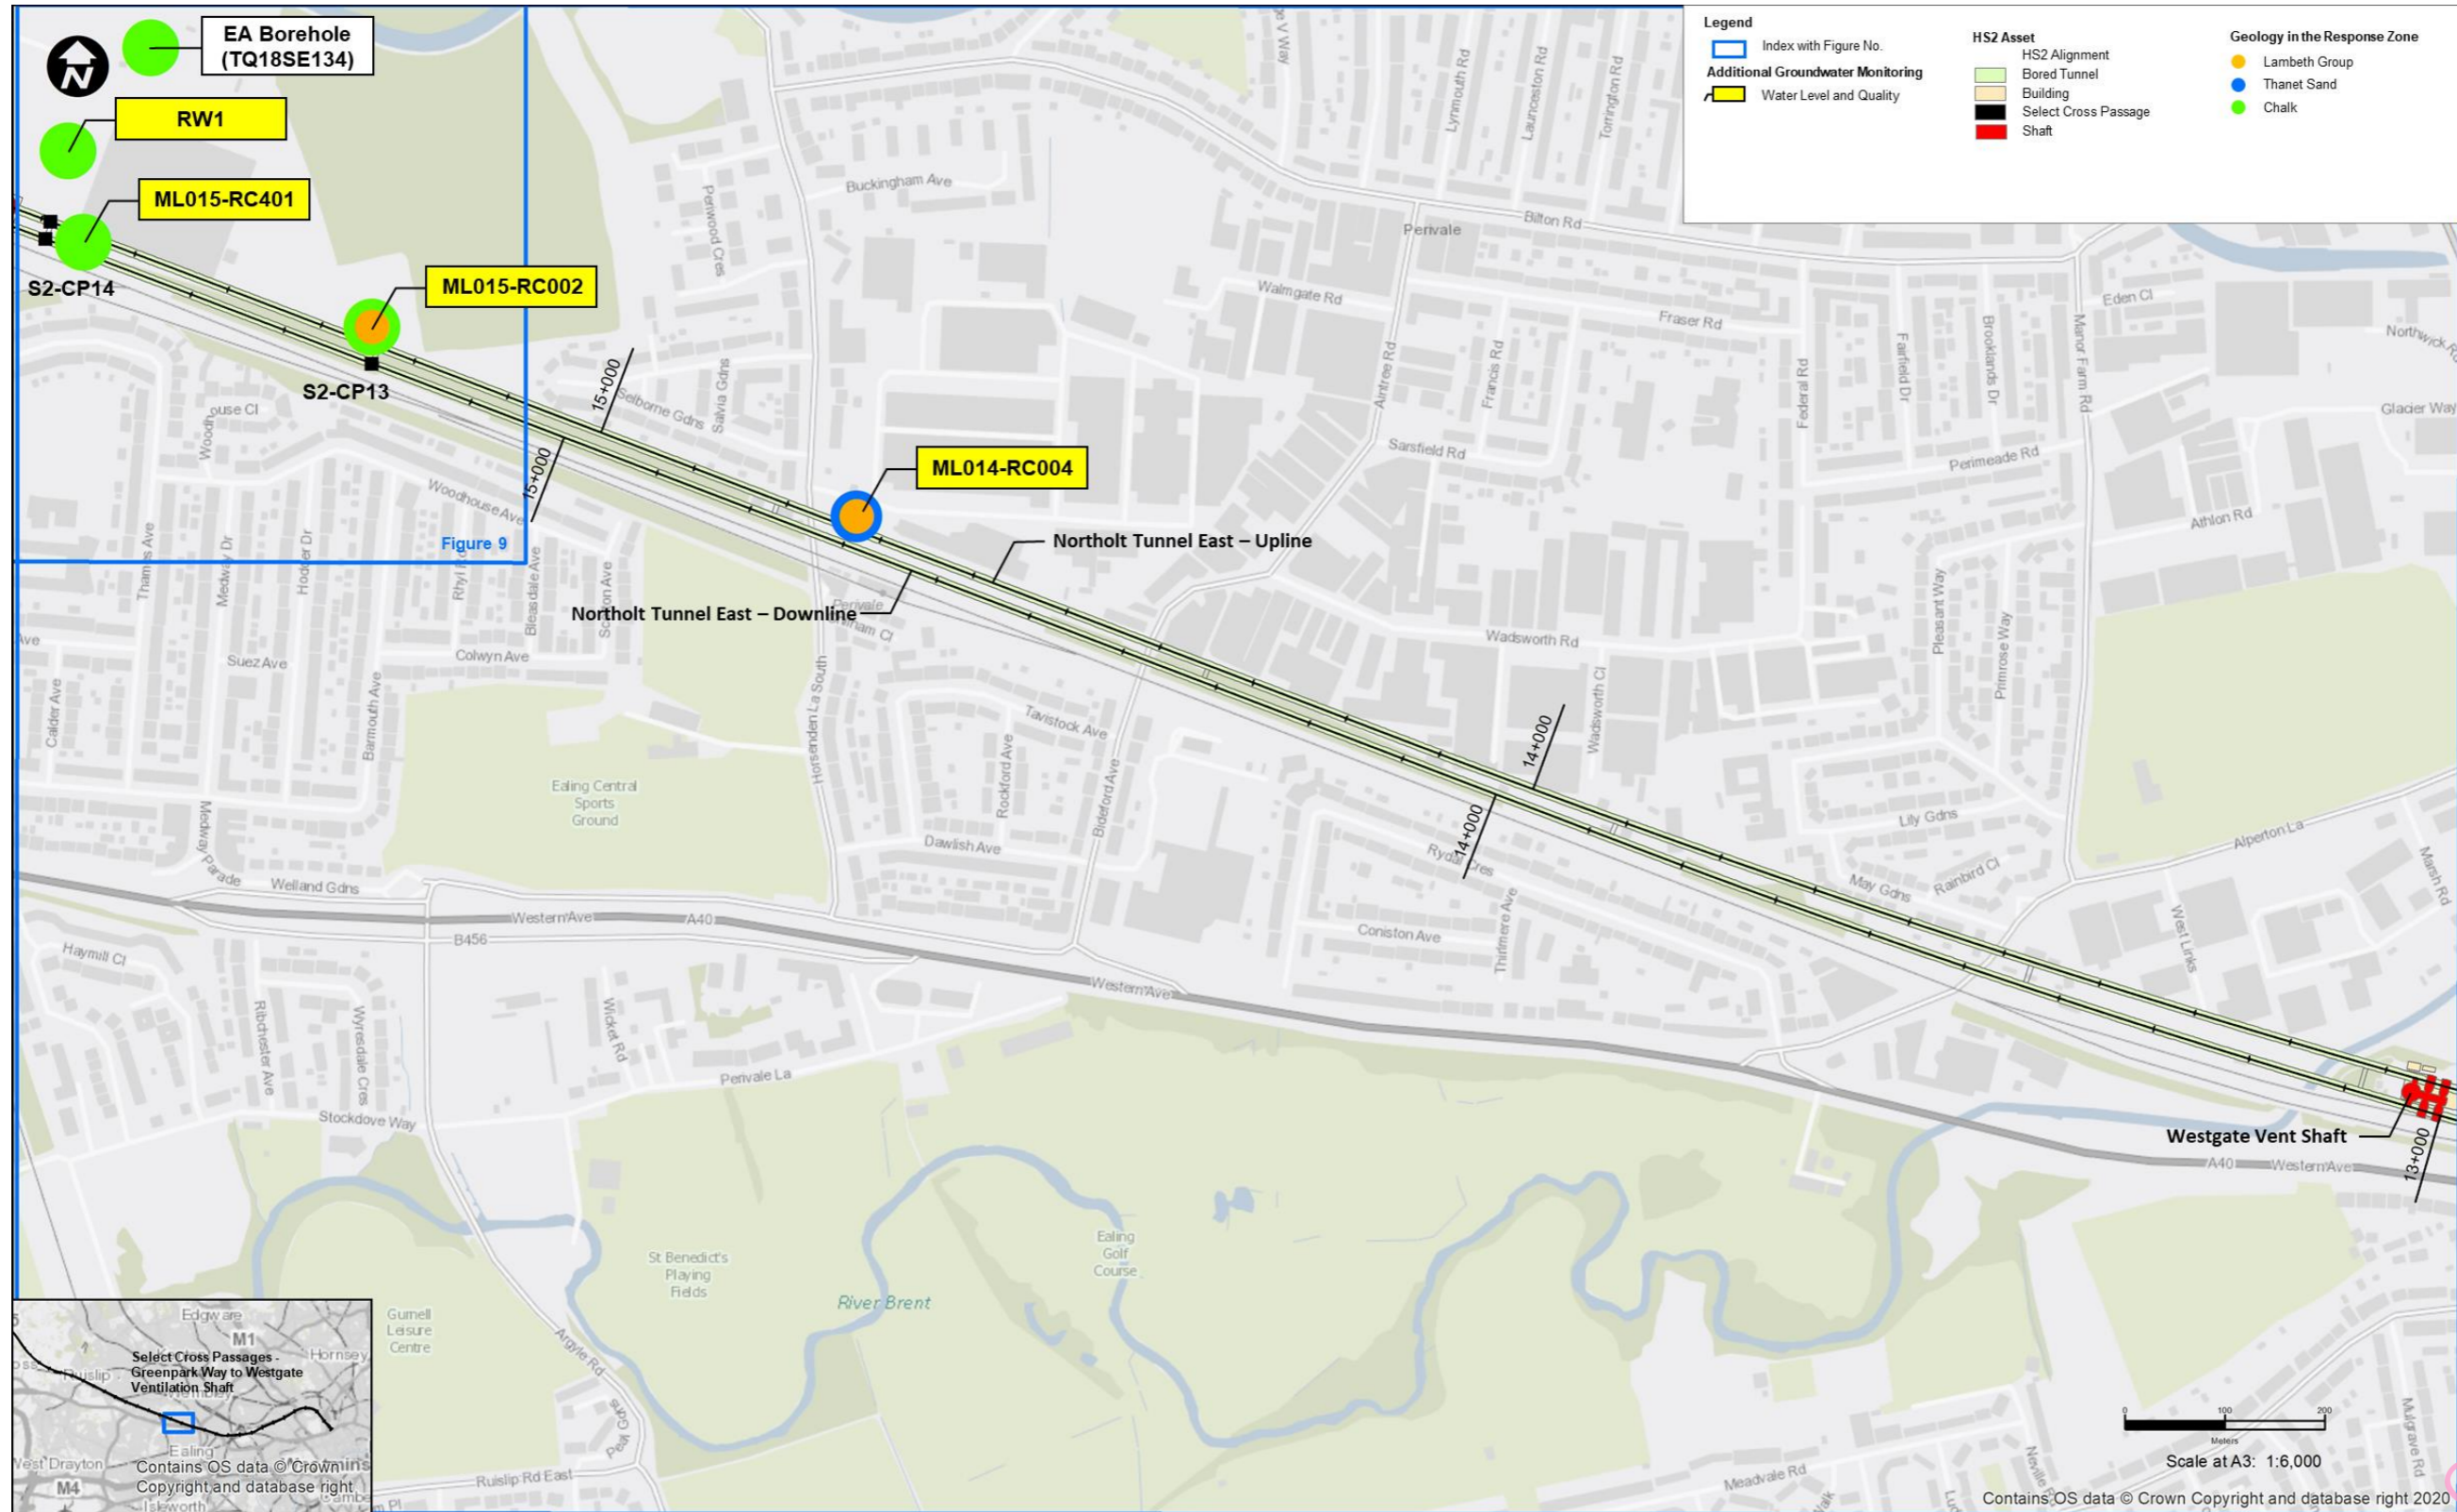 EA Borehole
(TQ18SE134)
N
RW1
ML015-RC401
S2-CP14
ML015-RC002
S2-CP13
15+000
15+000
Figure 9
ML014-RC004
Northolt Tunnel East – Upline
Northolt Tunnel East – Downline
14+000
14+000
Westgate Vent Shaft
13+000
Legend
Index with Figure No.
Additional Groundwater Monitoring
Water Level and Quality
HS2 Asset
HS2 Alignment
Bored Tunnel
Building
Select Cross Passage
Shaft
Geology in the Response Zone
Lambeth Group
Thanet Sand
Chalk
Buckingham Ave
Periwood Cres
Lynmouth Rd
Launceston Rd
Torrington Rd
Bilton Rd
Perivale
Walmgate Rd
Fraser Rd
Francis Rd
Aintree Rd
Sarsfield Rd
Federal Rd
Fairfield Dr
Brooklands Dr
Manor Farm Rd
Eden Cl
Glacier Way
Perimeade Rd
Athlon Rd
Pleasant Way
Primrose Way
Selborne Gdns
Salvia Gdns
Woodhouse Ave
Thames Ave
Medway Dr
Hodder Dr
Bleasdale Ave
Suez Ave
Colwyn Ave
Calder Ave
Barmouth Ave
Perivale
Horsenden La South
Tavistock Ave
Rockford Ave
Bideford Ave
Dawlish Ave
Wadsworth Rd
Wadsworth Cl
Ealing Central
Sports
Ground
Medway Parade
Welland Gdns
Western Ave
A40
B456
Western Ave
Rydal Cres
Thirlmere Ave
Coniston Ave
Lily Gdns
May Gdns
Rainbird Cl
Alperton La
Marsh Rd
West Links
A40
Western Ave
Haymill Cl
Ribchester Ave
Wyresdale Cres
Wicket Rd
Perivale La
Stockdove Way
St Benedict's
Playing
Fields
River Brent
Ealing
Golf
Course
Gurnell
Leisure
Centre
Argyle Rd
Peal Gdns
Ruislip Rd East
Meadvale Rd
Mulgrave Rd
Edgware
M1
Hornsey
Ruislip
Select Cross Passages -
Greenpark Way to Westgate
Ventilation Shaft
Ealing
West Drayton
M4
Isleworth
Contains OS data © Crown
Copyright and database right
0 100 200
Meters
Scale at A3: 1:6,000
Contains OS data © Crown Copyright and database right 2020